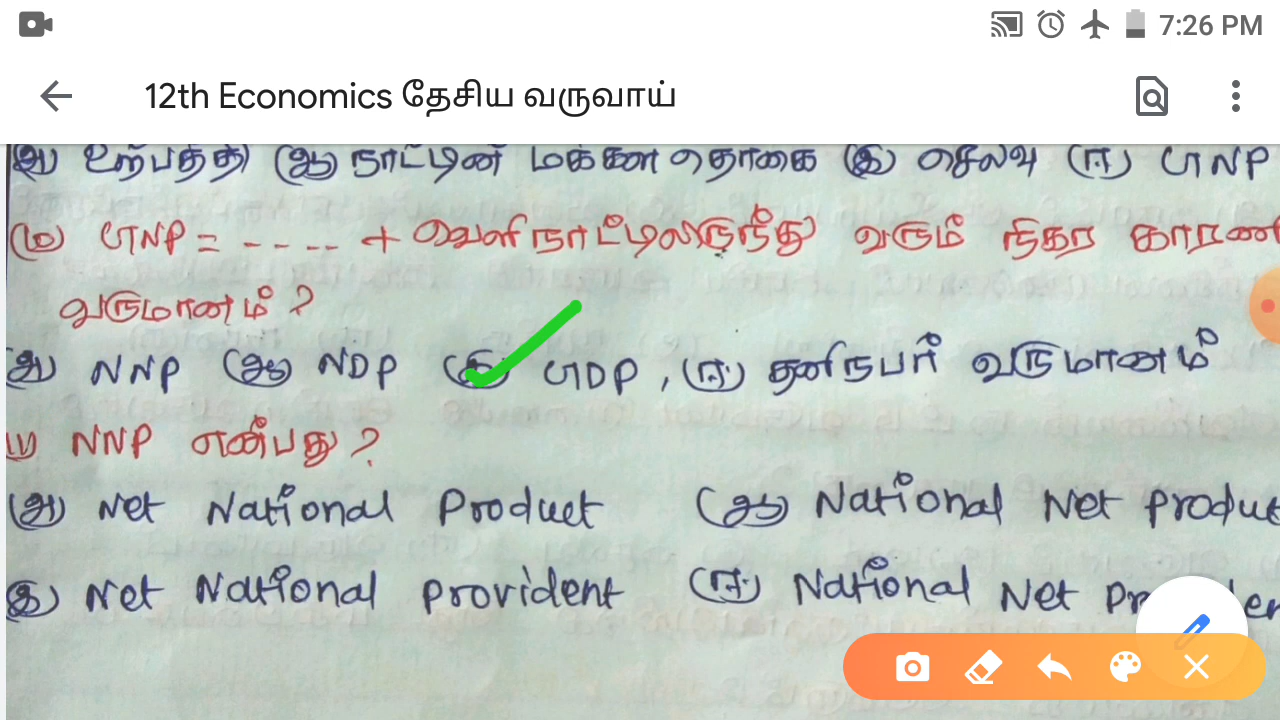 7:26 PM
12th Economics தேசிய வருவாய்
அ) உற்பத்தி (ஆ) நாட்டின் மக்கள் தொகை (இ) செலவு (ஈ) GNP
GNP = ---- + வெளிநாட்டிலிருந்து வரும் நிகர காரணி
வருமானம் ?
அ) NNP (ஆ) NDP (இ) GDP , (ஈ) தனிநபர் வருமானம்
NNP என்பது ?
(அ) Net National Product (ஆ) National Net Product
இ) Net National Provident (ஈ) National Net